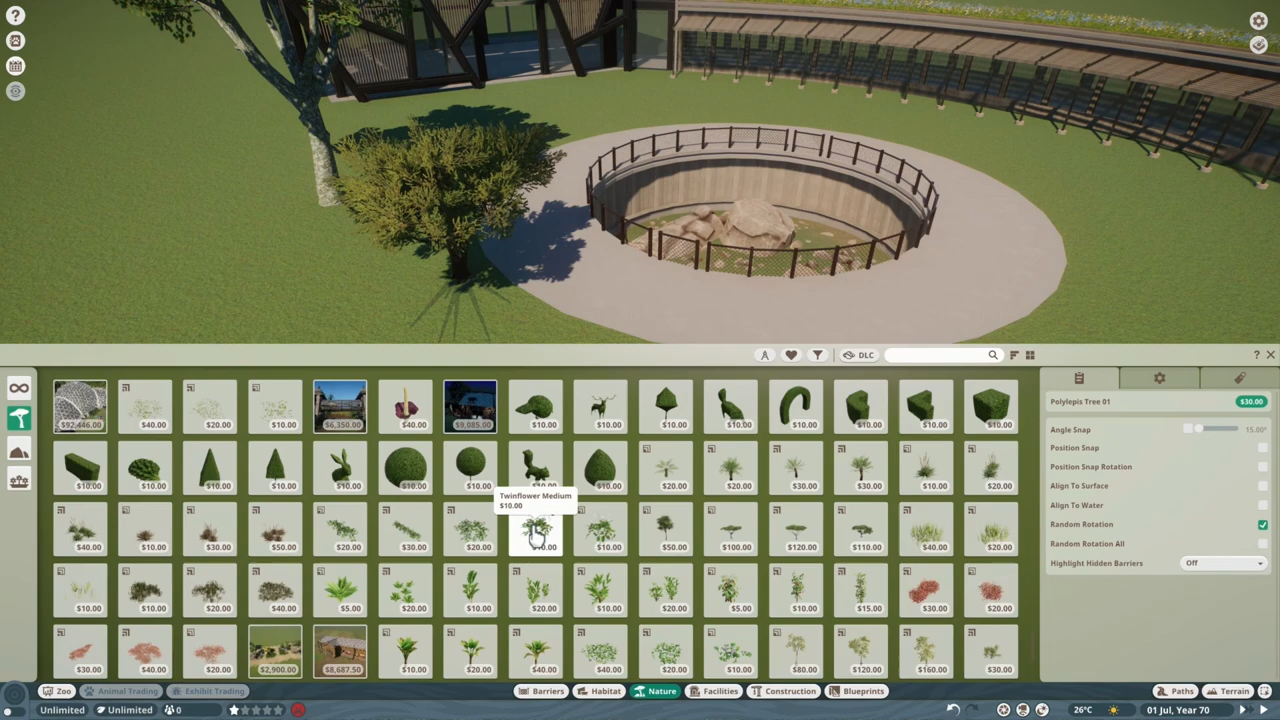 ?
DLC
?
$92,446.00 $40.00 $20.00 $10.00 $6,350.00 $40.00 $9,085.00 $10.00 $10.00 $10.00 $10.00 $10.00 $10.00 $10.00 $10.00
Polylepis Tree 01 $30.00
Angle Snap 15.00°
Position Snap
Position Snap Rotation
Align To Surface
Align To Water
Random Rotation
Random Rotation All
Highlight Hidden Barriers Off
$10.00 $10.00 $10.00 $10.00 $10.00 $10.00 $10.00 $10.00 $10.00 $20.00 $20.00 $30.00 $30.00 $10.00 $20.00
Twinflower Medium
$10.00
$40.00 $10.00 $30.00 $50.00 $20.00 $30.00 $20.00 $10.00 $10.00 $50.00 $100.00 $120.00 $110.00 $40.00 $20.00
$10.00 $10.00 $20.00 $40.00 $5.00 $20.00 $10.00 $20.00 $10.00 $20.00 $5.00 $10.00 $15.00 $30.00 $20.00
$30.00 $40.00 $20.00 $2,900.00 $8,687.50 $10.00 $20.00 $40.00 $40.00 $20.00 $10.00 $80.00 $120.00 $160.00 $30.00
Zoo Animal Trading Exhibit Trading Barriers Habitat Nature Facilities Construction Blueprints Paths Terrain
Unlimited Unlimited 0 26°C 01 Jul, Year 70